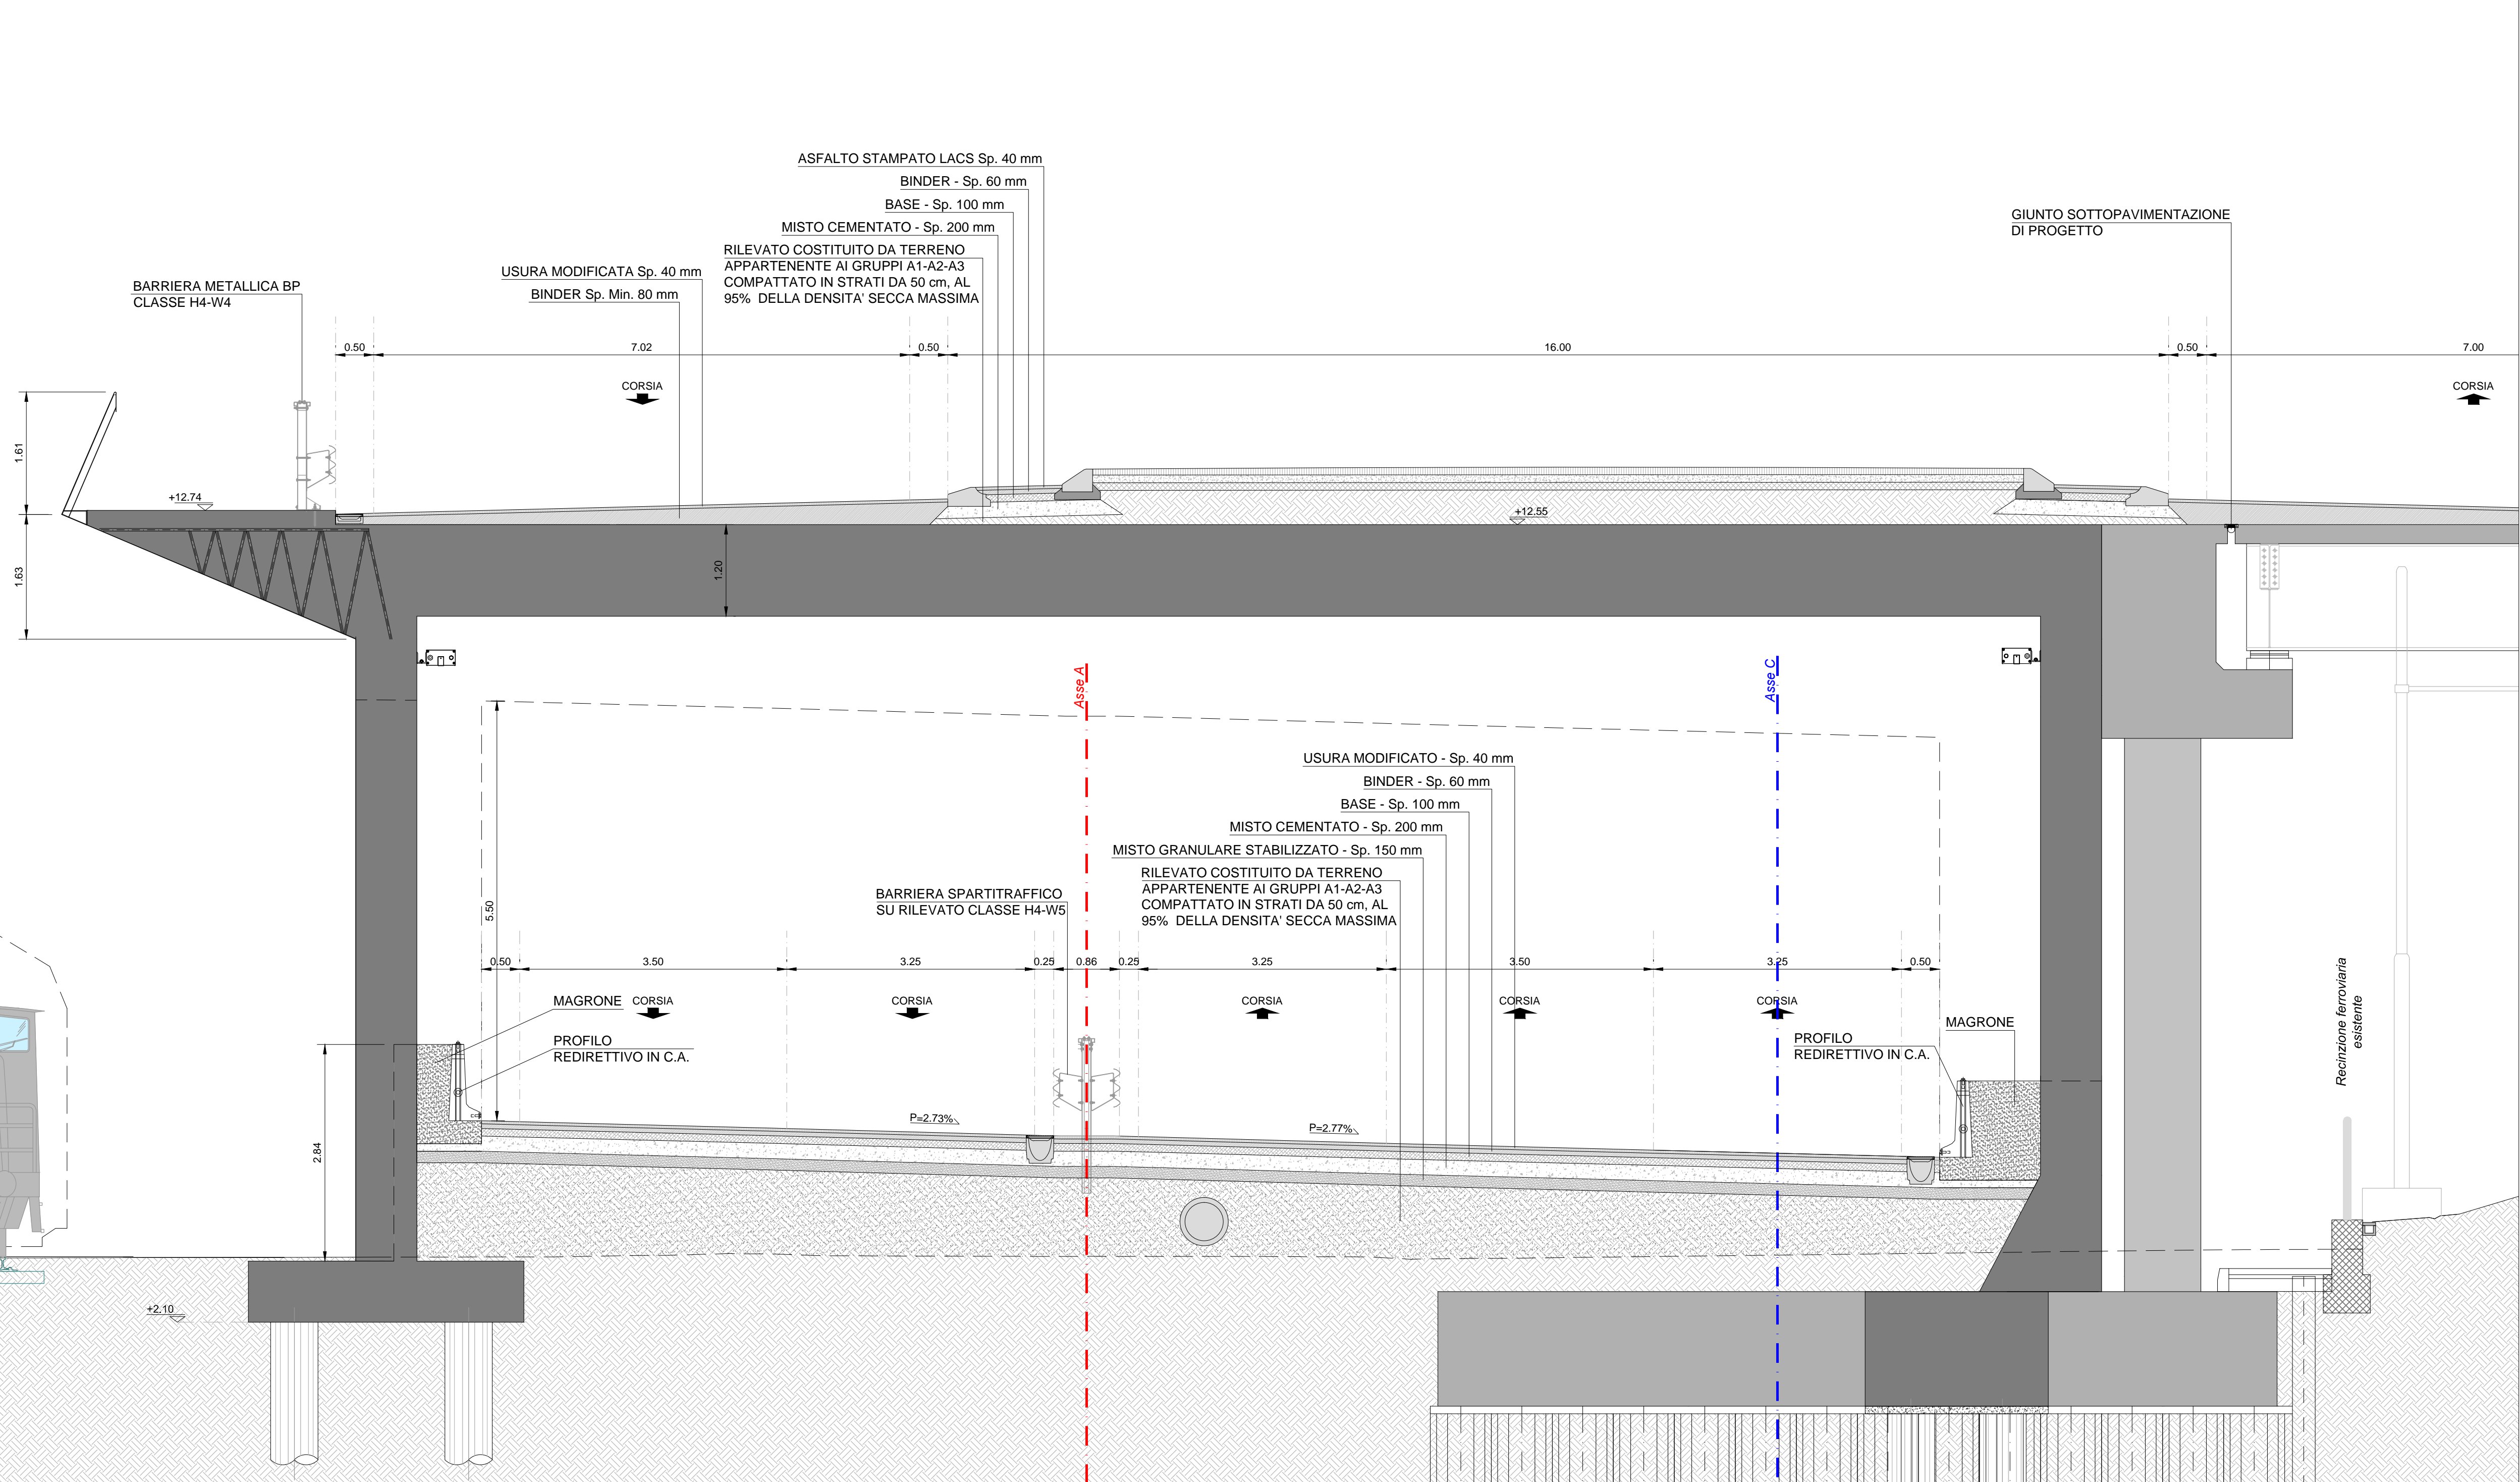 ASFALTO STAMPATO LACS Sp. 40 mm
BINDER - Sp. 60 mm
BASE - Sp. 100 mm
MISTO CEMENTATO - Sp. 200 mm
RILEVATO COSTITUITO DA TERRENO
APPARTENENTE AI GRUPPI A1-A2-A3
COMPATTATO IN STRATI DA 50 cm, AL
95% DELLA DENSITA' SECCA MASSIMA
USURA MODIFICATA Sp. 40 mm
BINDER Sp. Min. 80 mm
BARRIERA METALLICA BP
CLASSE H4-W4
GIUNTO SOTTOPAVIMENTAZIONE
DI PROGETTO
0.50
7.02
0.50
16.00
0.50
7.00
CORSIA
CORSIA
1.61
+12.74
+12.55
1.63
1.20
Asse A
Asse C
USURA MODIFICATO - Sp. 40 mm
BINDER - Sp. 60 mm
BASE - Sp. 100 mm
MISTO CEMENTATO - Sp. 200 mm
MISTO GRANULARE STABILIZZATO - Sp. 150 mm
RILEVATO COSTITUITO DA TERRENO
APPARTENENTE AI GRUPPI A1-A2-A3
COMPATTATO IN STRATI DA 50 cm, AL
95% DELLA DENSITA' SECCA MASSIMA
BARRIERA SPARTITRAFFICO
SU RILEVATO CLASSE H4-W5
5.50
0.50
3.50
3.25
0.25
0.86
0.25
3.25
3.50
3.25
0.50
MAGRONE
CORSIA
CORSIA
CORSIA
CORSIA
CORSIA
MAGRONE
PROFILO
REDIRETTIVO IN C.A.
PROFILO
REDIRETTIVO IN C.A.
Recinzione ferroviaria
esistente
P=2.73%
P=2.77%
2.84
+2.10